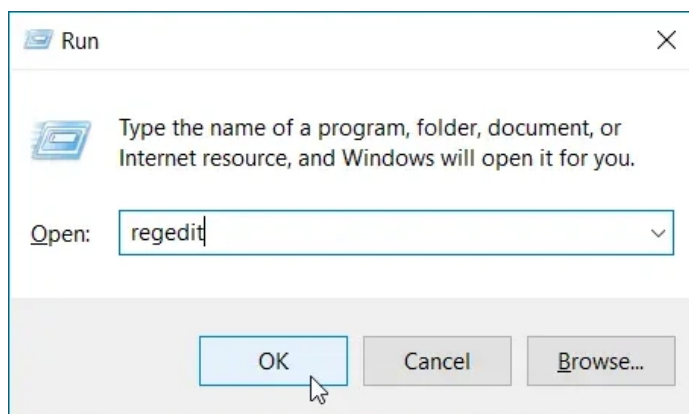 Run
Type the name of a program, folder, document, or
Internet resource, and Windows will open it for you.
Open: regedit
OK Cancel Browse...